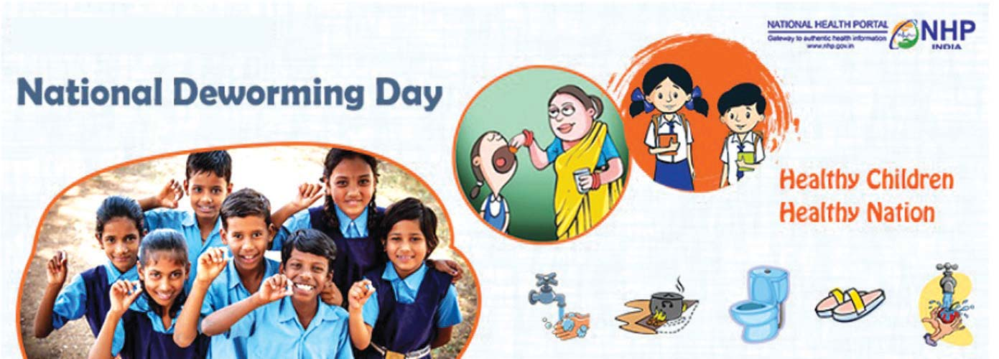 NATIONAL HEALTH PORTAL
Gateway to authentic health information
www.nhp.gov.in
NHP
INDIA
National Deworming Day
Healthy Children
Healthy Nation